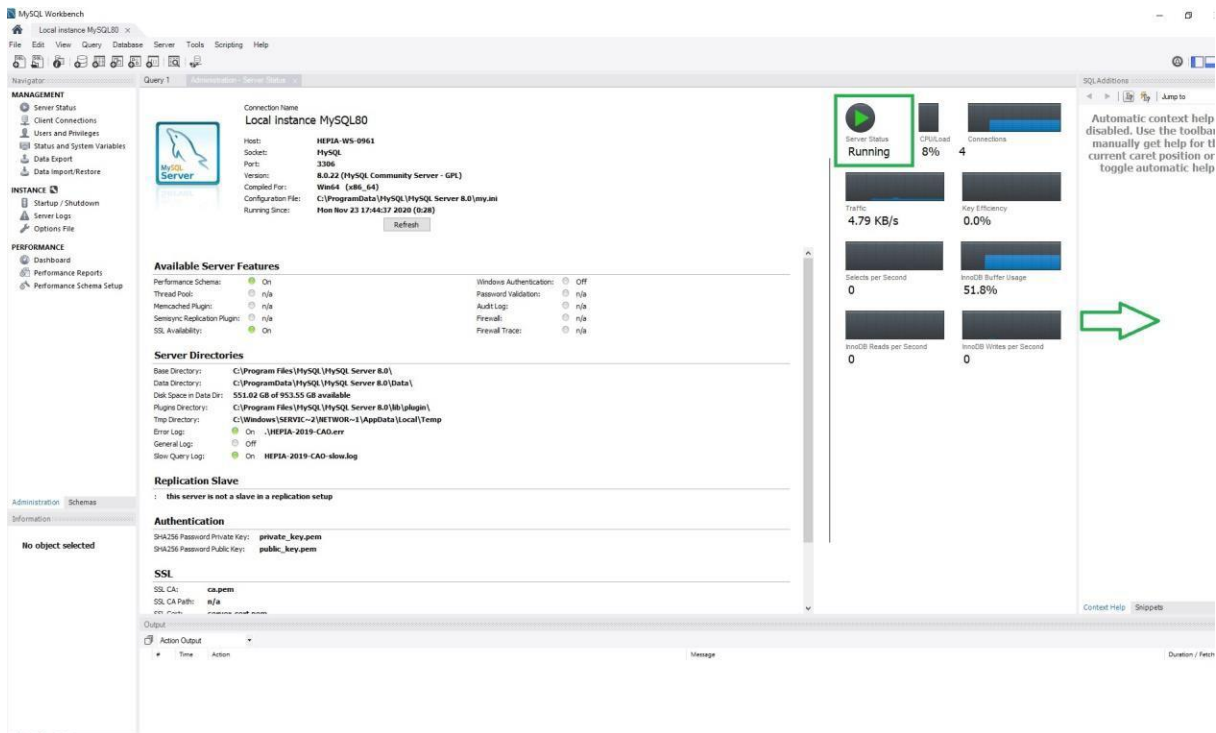 MySQL Workbench
Local instance MySQL80
File Edit View Query Database Server Tools Scripting Help
Navigator
MANAGEMENT
Server Status
Client Connections
Users and Privileges
Status and System Variables
Data Export
Data Import/Restore
INSTANCE
Startup / Shutdown
Server Logs
Options File
PERFORMANCE
Dashboard
Performance Reports
Performance Schema Setup
Administration Schemas
Information
No object selected
Query 1 Administration - Server Status
MySQL
Server
Connection Name
Local instance MySQL80
Host: HEPIA-WS-0961
Socket: MySQL
Port: 3306
Version: 8.0.22 (MySQL Community Server - GPL)
Compiled For: Win64 (x86_64)
Configuration File: C:\ProgramData\MySQL\MySQL Server 8.0\my.ini
Running Since: Mon Nov 23 17:44:37 2020 (0:28)
Refresh
Available Server Features
Performance Schema: On Windows Authentication: Off
Thread Pool: n/a Password Validation: n/a
Memcached Plugin: n/a Audit Log: n/a
Semisync Replication Plugin: n/a Firewall: n/a
SSL Availability: On Firewall Trace: n/a
Server Directories
Base Directory: C:\Program Files\MySQL\MySQL Server 8.0\
Data Directory: C:\ProgramData\MySQL\MySQL Server 8.0\Data\
Disk Space in Data Dir: 551.02 GB of 953.55 GB available
Plugins Directory: C:\Program Files\MySQL\MySQL Server 8.0\lib\plugin\
Tmp Directory: C:\Windows\SERVIC~2\NETWOR~1\AppData\Local\Temp
Error Log: On .\HEPIA-2019-CAO.err
General Log: Off
Slow Query Log: On HEPIA-2019-CAO-slow.log
Replication Slave
: this server is not a slave in a replication setup
Authentication
SHA256 Password Private Key: private_key.pem
SHA256 Password Public Key: public_key.pem
SSL
SSL CA: ca.pem
SSL CA Path: n/a
SSL Cert: server-cert.pem
Server Status CPU/Load Connections
Running 8% 4
Traffic Key Efficiency
4.79 KB/s 0.0%
Selects per Second InnoDB Buffer Usage
0 51.8%
InnoDB Reads per Second InnoDB Writes per Second
0 0
SQLAdditions
Jump to
Automatic context help
disabled. Use the toolbar
manually get help for th
current caret position or
toggle automatic help
Context Help Snippets
Output
Action Output
# Time Action Message Duration / Fetch